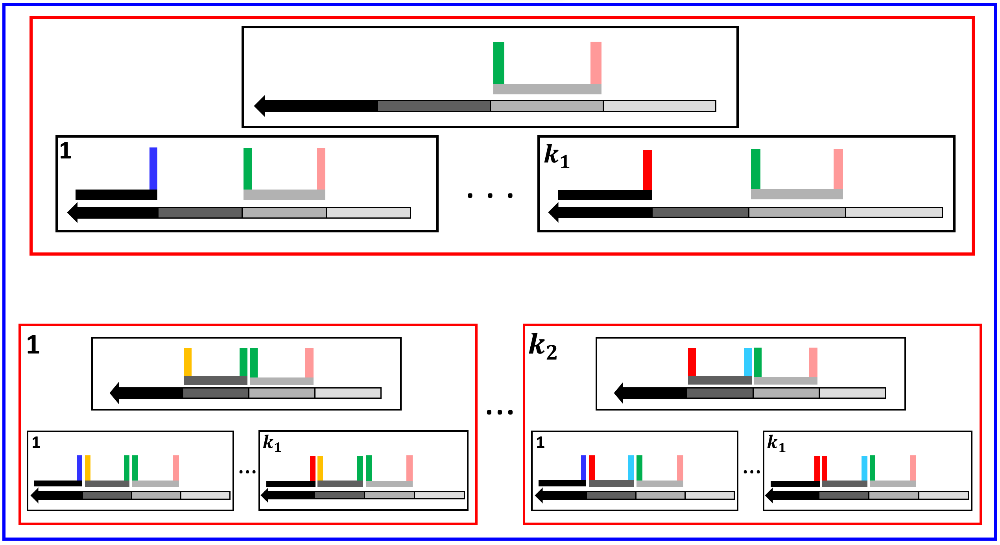 1
. . .
k₁
1
...
k₂
1
...
k₁
1
...
k₁